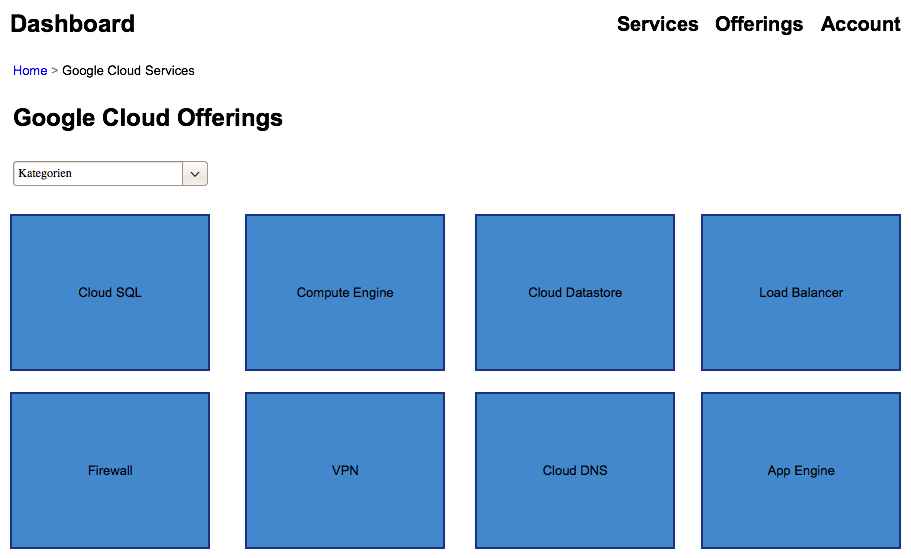 Dashboard Services Offerings Account
Home > Google Cloud Services
Google Cloud Offerings
Kategorien
Cloud SQL Compute Engine Cloud Datastore Load Balancer
Firewall VPN Cloud DNS App Engine